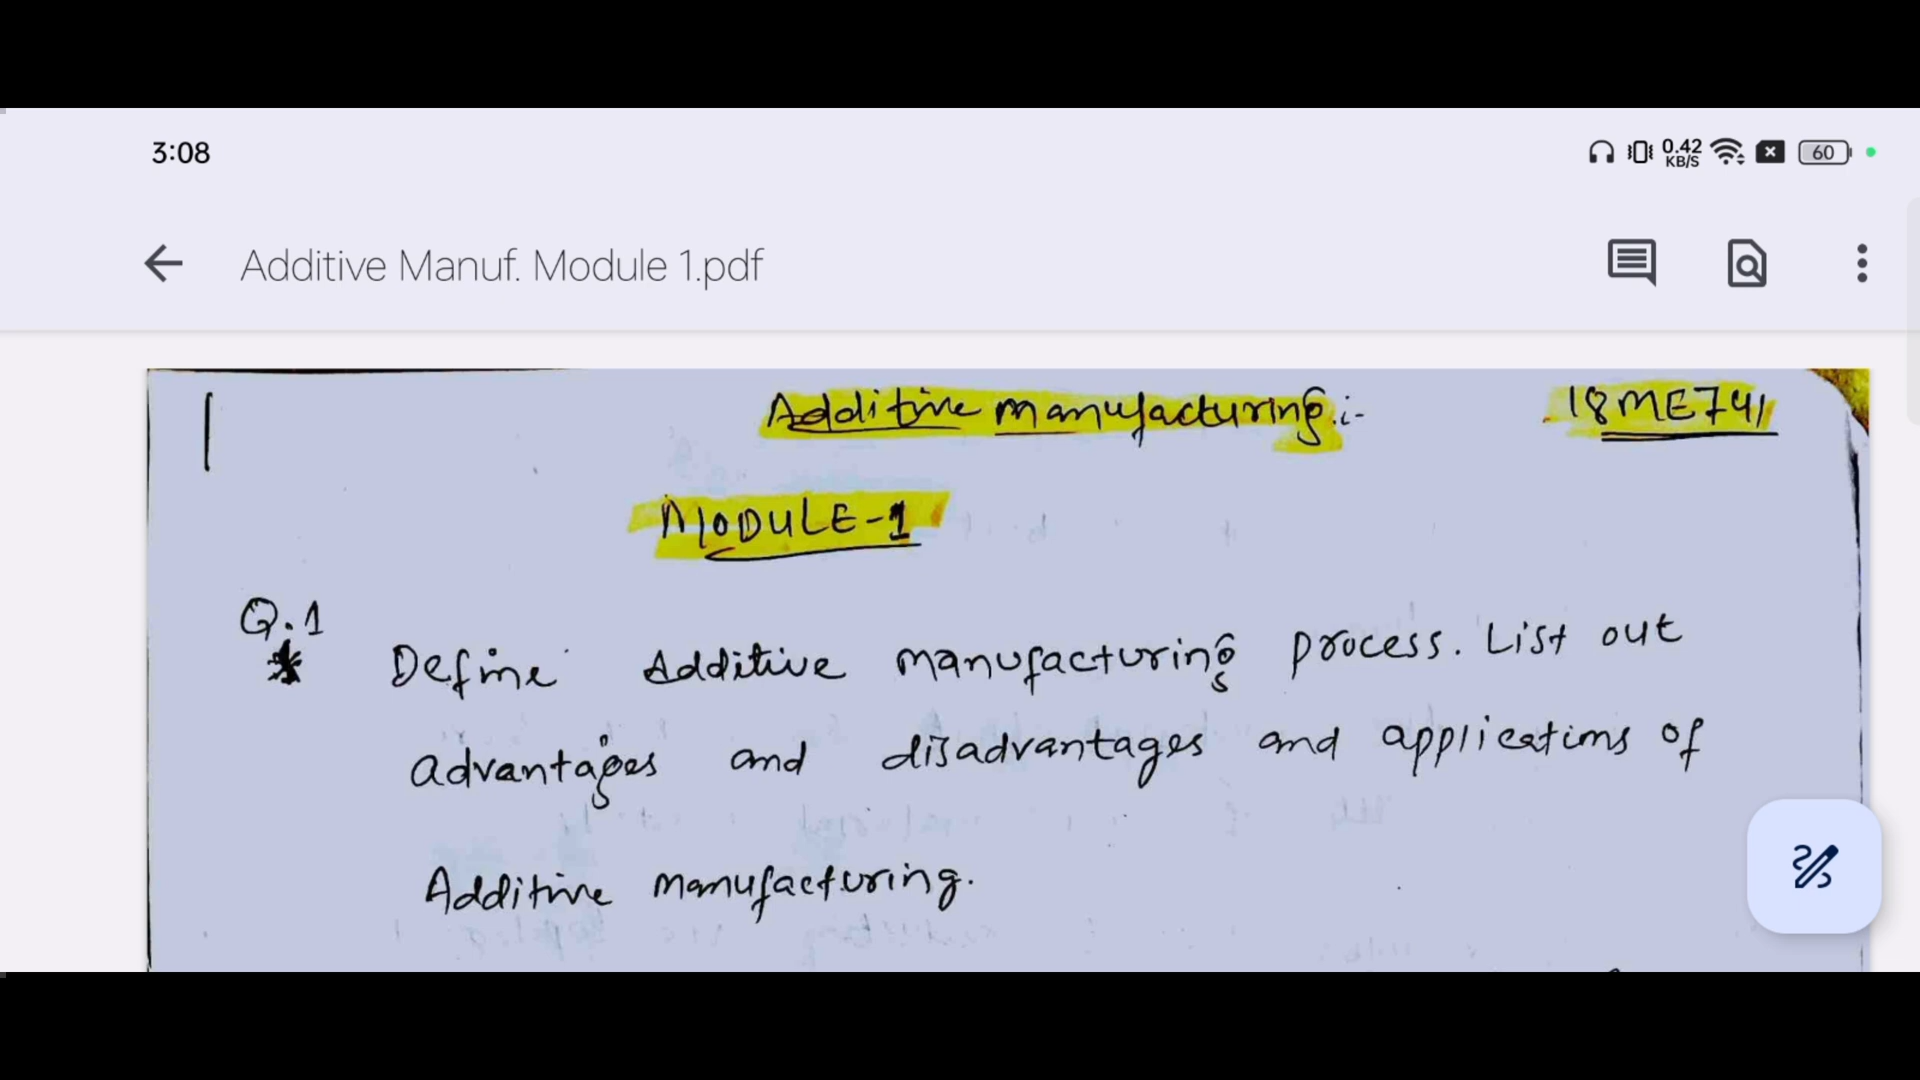 3:08
0.42 KB/S
60
Additive Manuf. Module 1.pdf
Additive manufacturing:- 18ME741
MODULE-1
Q.1
Define Additive manufacturing process. List out
advantages and disadvantages and applications of
Additive manufacturing.